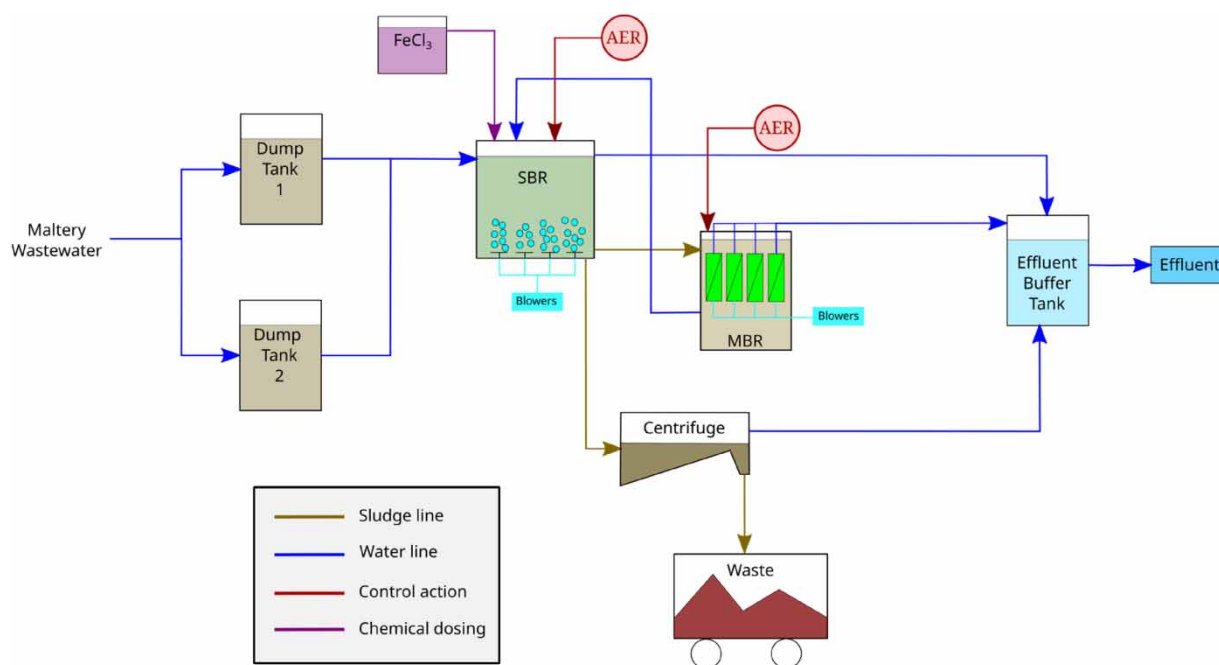 FeCl₃
AER
AER
Dump
Tank
1
SBR
Maltery
Wastewater
Blowers
Effluent
Buffer
Tank
Effluent
Blowers
MBR
Dump
Tank
2
Centrifuge
Sludge line
Water line
Control action
Chemical dosing
Waste